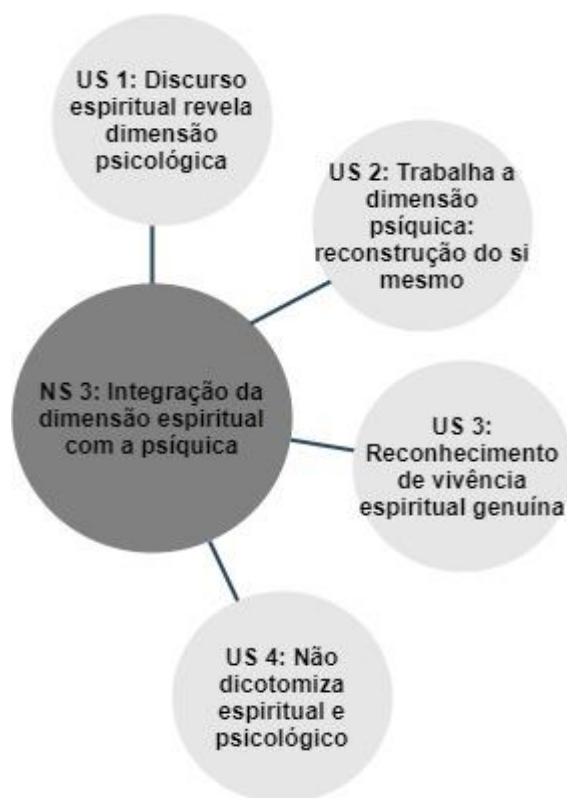 US 1: Discurso
espiritual revela
dimensão
psicológica
US 2: Trabalha a
dimensão
psíquica:
reconstrução do si
mesmo
NS 3: Integração da
dimensão espiritual
com a psíquica
US 3:
Reconhecimento
de vivência
espiritual genuína
US 4: Não
dicotomiza
espiritual e
psicológico